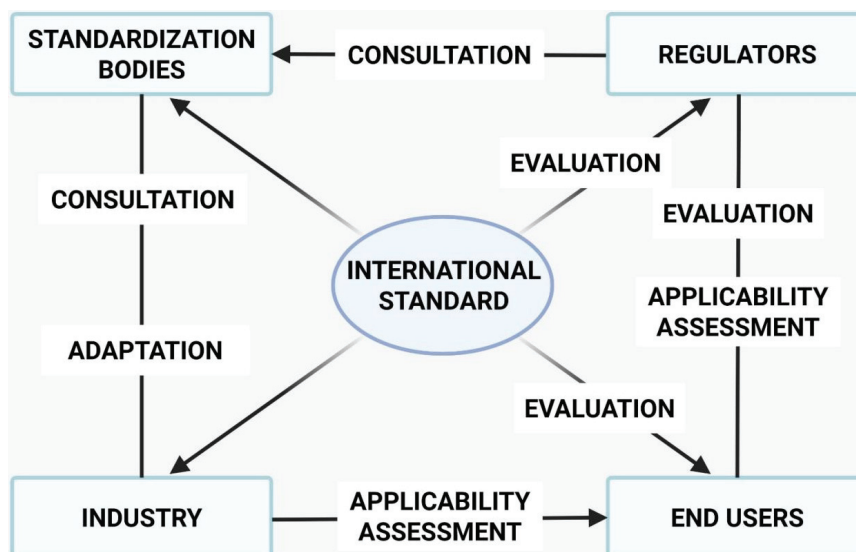 STANDARDIZATION
BODIES
CONSULTATION
REGULATORS
EVALUATION
CONSULTATION
EVALUATION
INTERNATIONAL
STANDARD
APPLICABILITY
ASSESSMENT
ADAPTATION
EVALUATION
INDUSTRY
APPLICABILITY
ASSESSMENT
END USERS